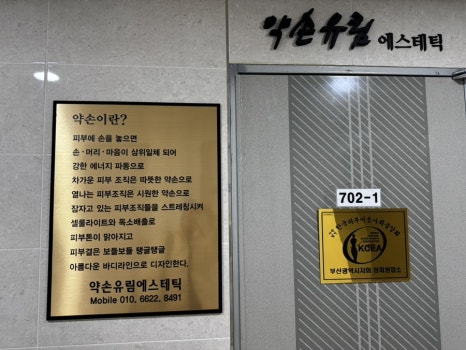 약손유림 에스테틱
약손이란?
피부에 손을 놓으면
손·머리·마음이 삼위일체 되어
강한 에너지 파동으로
차가운 피부 조직은 따뜻한 약손으로
열나는 피부조직은 시원한 약손으로
잠자고 있는 피부조직들을 스트레칭시켜
셀룰라이트와 독소배출로
피부톤이 맑아지고
피부결은 보들보들 탱글탱글
아름다운 바디라인으로 디자인한다.
약손유림에스테틱
Mobile 010. 6622. 8491
702-1
KOEA
부산광역시지회